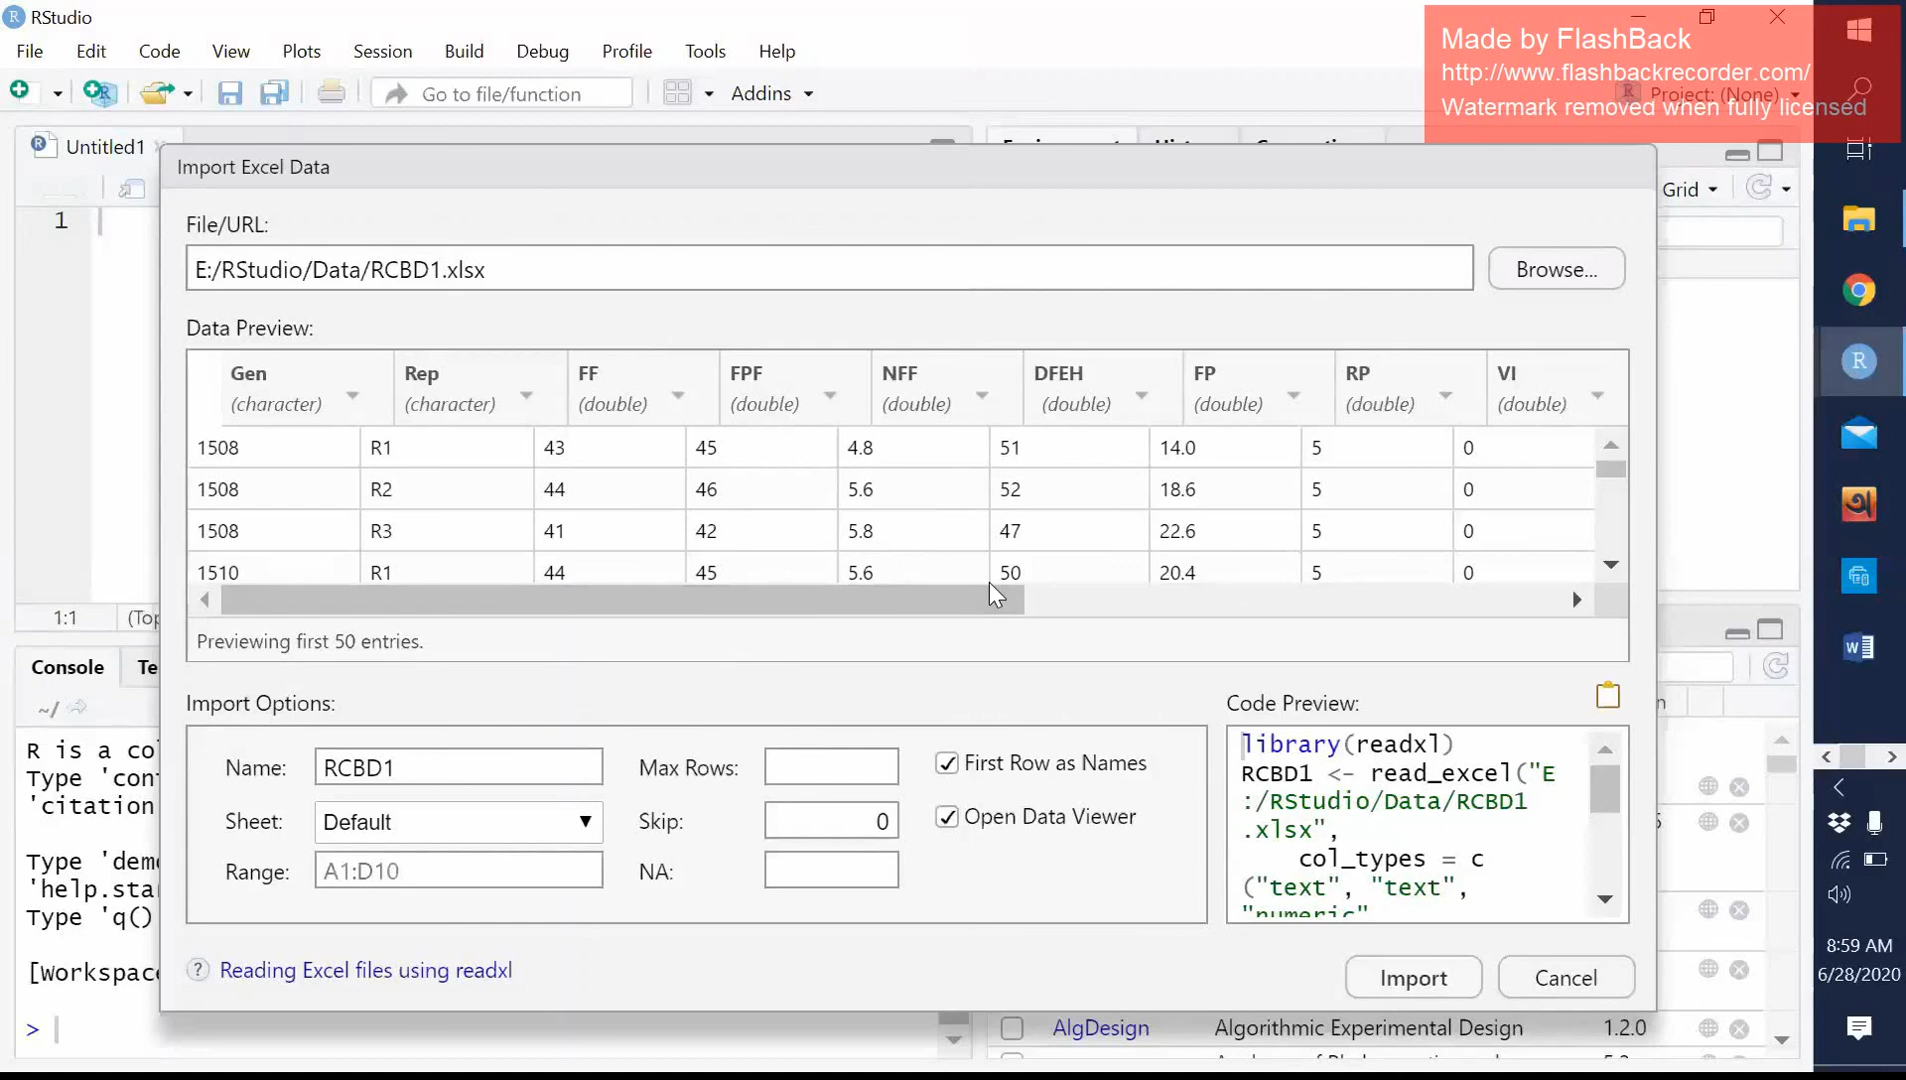 RStudio
Made by FlashBack
http://www.flashbackrecorder.com/
Watermark removed when fully licensed
File Edit Code View Plots Session Build Debug Profile Tools Help
Go to file/function Addins Project: (None)
Untitled1
Import Excel Data
Grid
1
File/URL:
E:/RStudio/Data/RCBD1.xlsx
Browse...
Data Preview:
Gen Rep FF FPF NFF DFEH FP RP VI
(character) (character) (double) (double) (double) (double) (double) (double) (double)
1508 R1 43 45 4.8 51 14.0 5 0
1508 R2 44 46 5.6 52 18.6 5 0
1508 R3 41 42 5.8 47 22.6 5 0
1510 R1 44 45 5.6 50 20.4 5 0
1:1 (Top
Previewing first 50 entries.
Console Te
Import Options:
Code Preview:
~/
Name: RCBD1
Max Rows:
First Row as Names
Sheet: Default
Skip: 0
Open Data Viewer
Range: A1:D10
NA:
library(readxl)
RCBD1 <- read_excel("E
:/RStudio/Data/RCBD1
.xlsx",
col_types = c
("text", "text",
"numeric"
R is a co
Type 'con
'citation
Type 'dem
'help.sta
Type 'q()
[Workspac
>
? Reading Excel files using readxl
Import
Cancel
AlgDesign Algorithmic Experimental Design 1.2.0
8:59 AM
6/28/2020